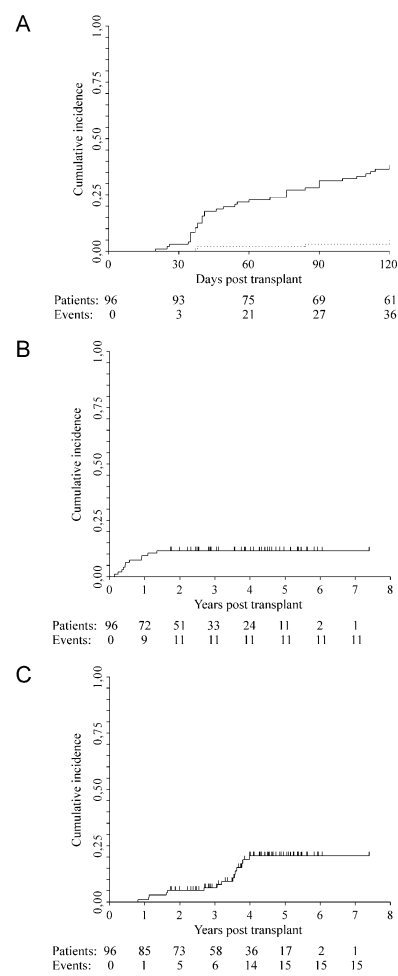 A
Cumulative incidence
1,00
0,75
0,50
0,25
0,00
0 30 60 90 120
Days post transplant
Patients: 96 93 75 69 61
Events: 0 3 21 27 36
B
Cumulative incidence
1,00
0,75
0,50
0,25
0,00
0 1 2 3 4 5 6 7 8
Years post transplant
Patients: 96 72 51 33 24 11 2 1
Events: 0 9 11 11 11 11 11 11
C
Cumulative incidence
1,00
0,75
0,50
0,25
0,00
0 1 2 3 4 5 6 7 8
Years post transplant
Patients: 96 85 73 58 36 17 2 1
Events: 0 1 5 6 14 15 15 15